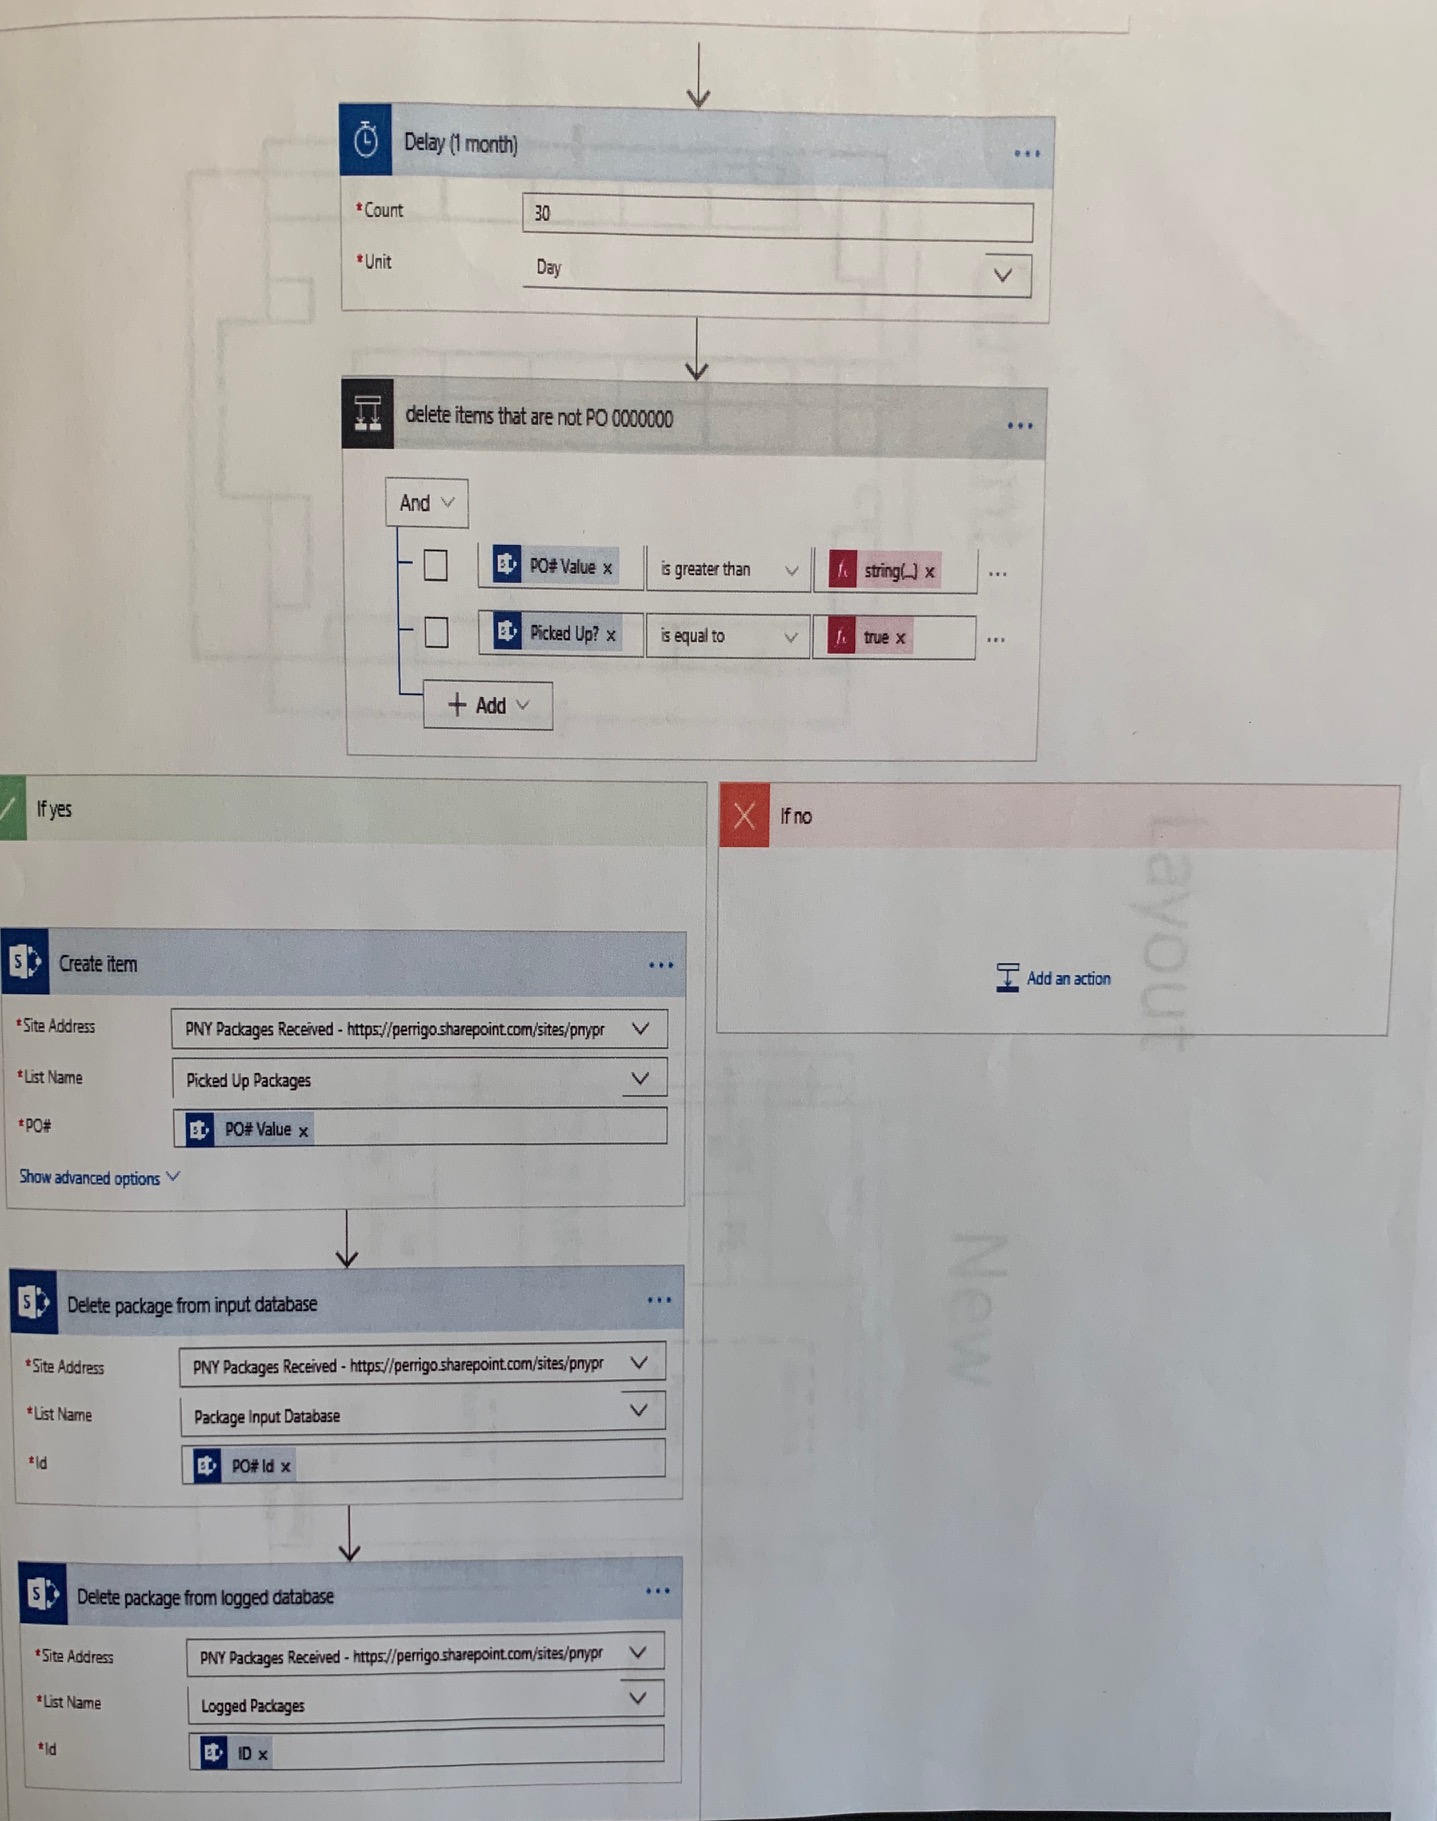 Delay (1 month)
*Count 30
*Unit Day
delete items that are not PO 0000000
And
PO# Value x is greater than fx string(...) x
Picked Up? x is equal to fx true x
+ Add
If yes
If no
Create item
Add an action
*Site Address PNY Packages Received - https://perrigo.sharepoint.com/sites/pnypr
*List Name Picked Up Packages
*PO# PO# Value x
Show advanced options
Delete package from input database
*Site Address PNY Packages Received - https://perrigo.sharepoint.com/sites/pnypr
*List Name Package Input Database
*Id PO# Id x
Delete package from logged database
*Site Address PNY Packages Received - https://perrigo.sharepoint.com/sites/pnypr
*List Name Logged Packages
*Id ID x
Layout
New